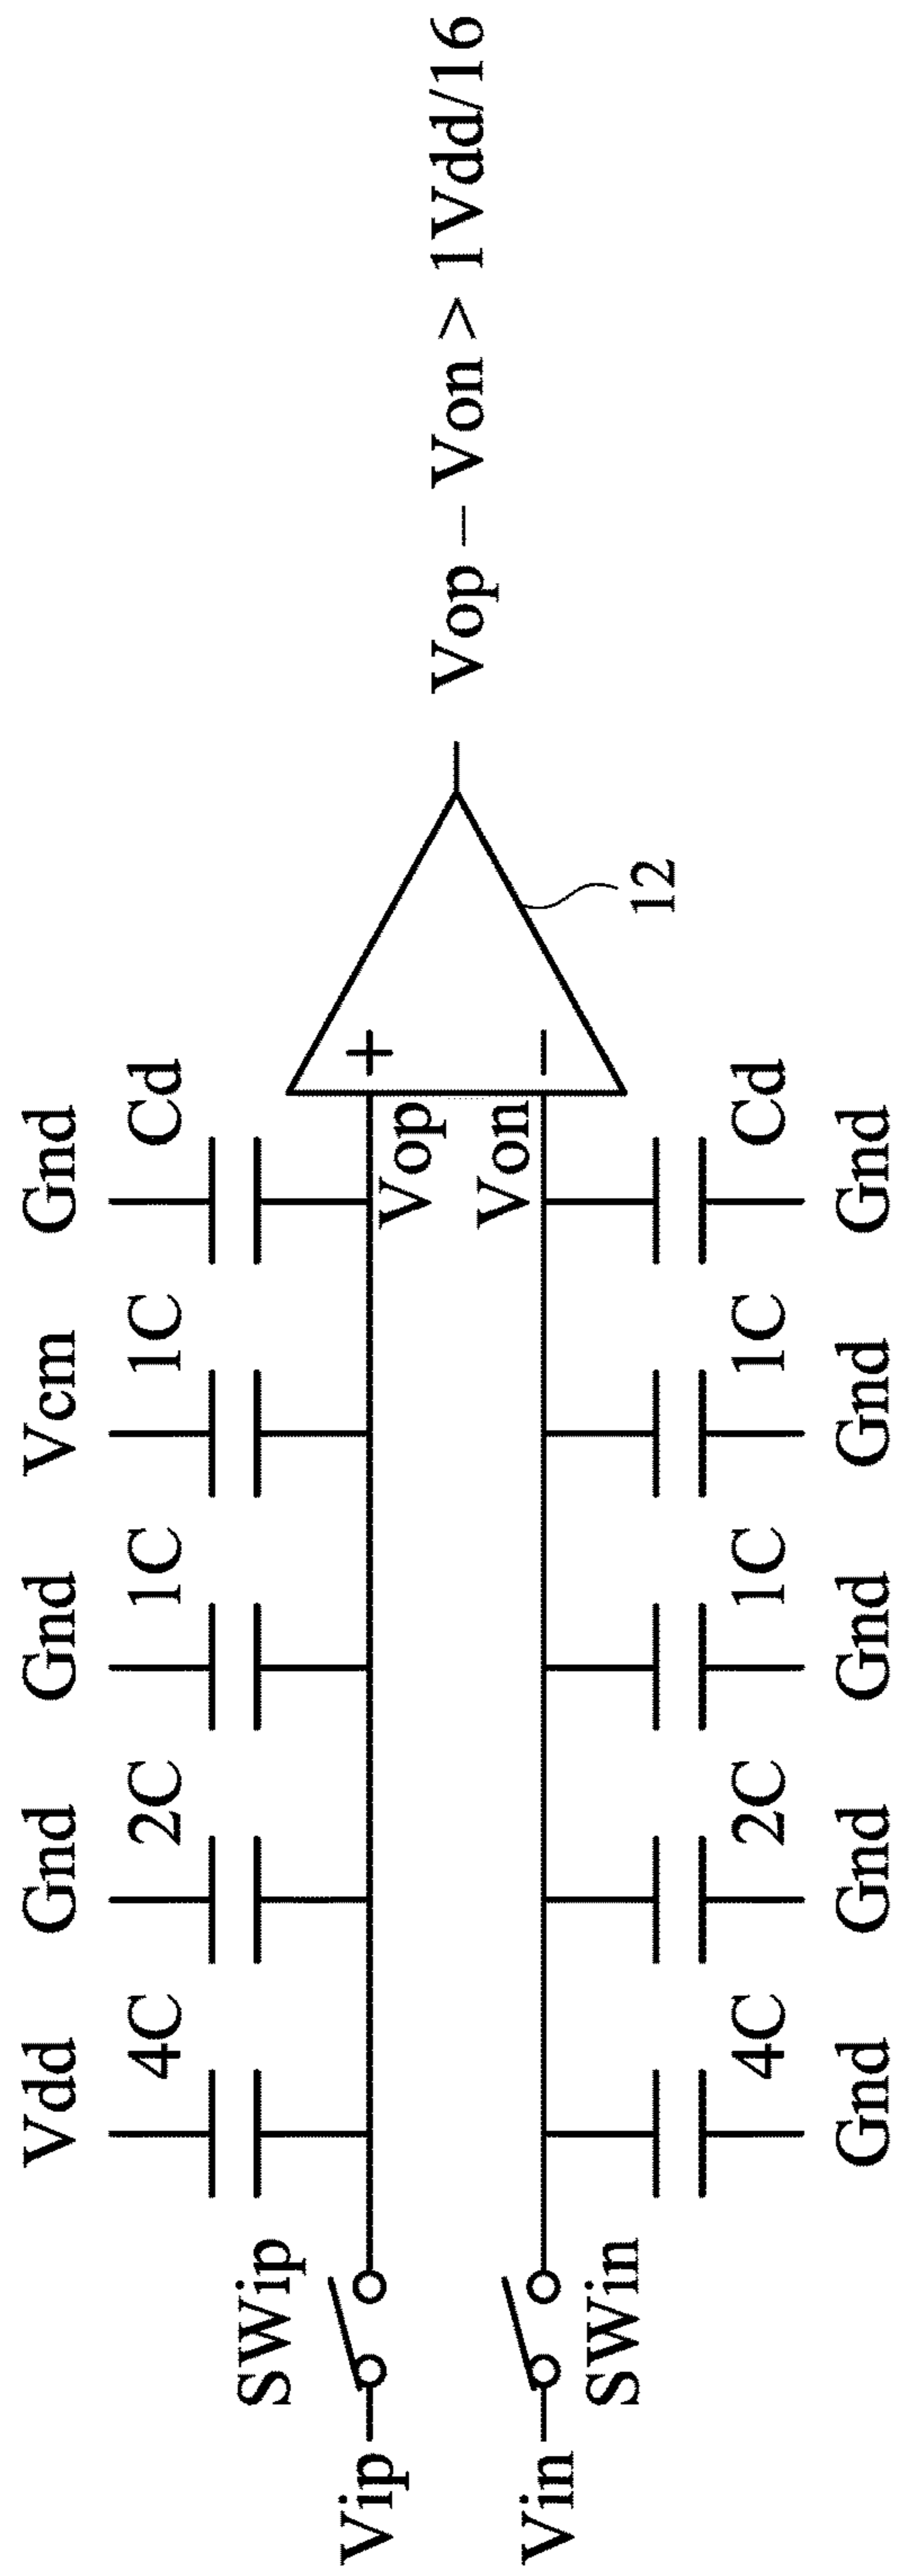 Vdd Gnd Gnd Vcm Gnd
4C 2C 1C 1C Cd
SWip
Vip
Vop
+
Vop – Von > 1Vdd/16
Von
–
Vin
SWin
12
4C 2C 1C 1C Cd
Gnd Gnd Gnd Gnd Gnd